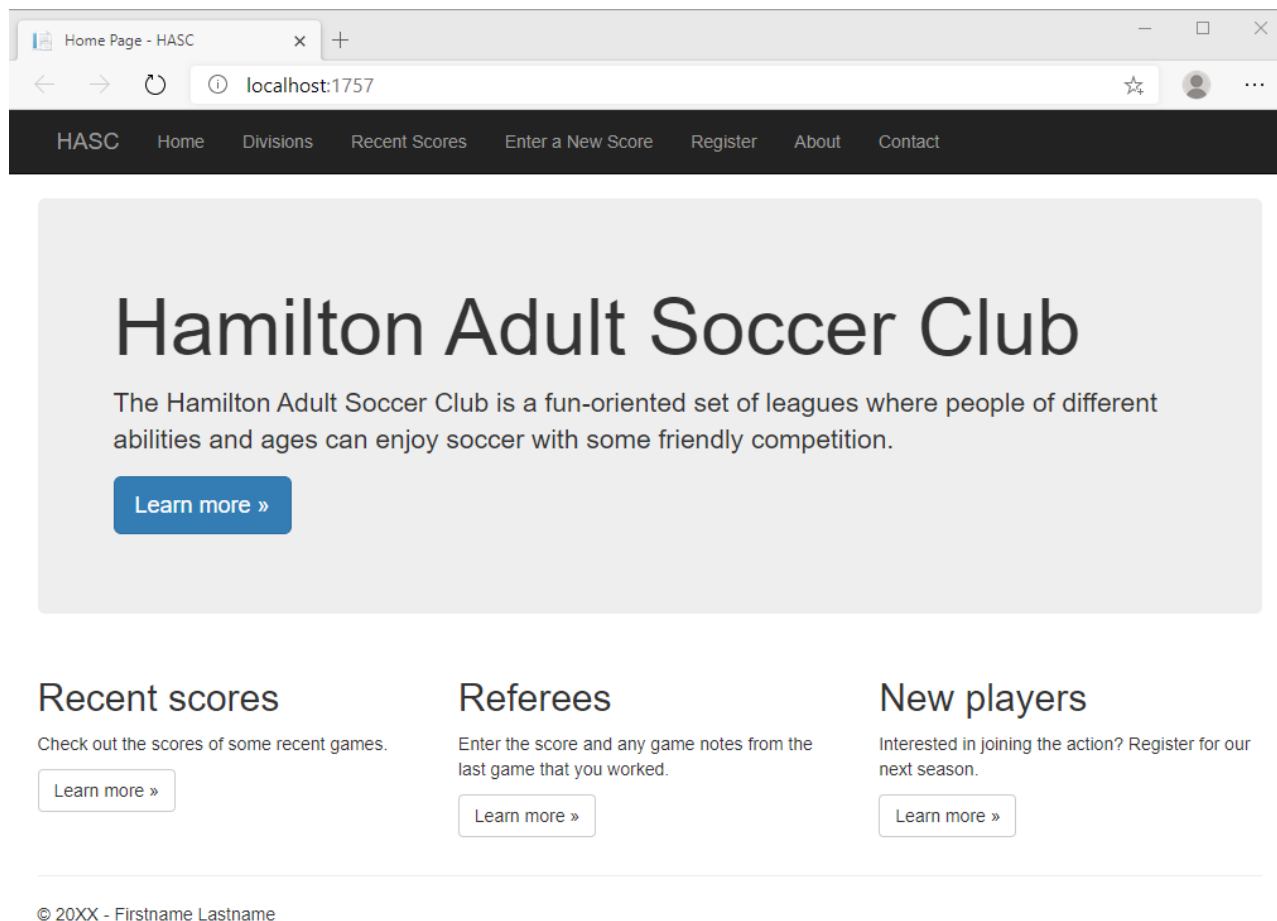 Home Page - HASC
localhost:1757
HASC Home Divisions Recent Scores Enter a New Score Register About Contact
Hamilton Adult Soccer Club
The Hamilton Adult Soccer Club is a fun-oriented set of leagues where people of different
abilities and ages can enjoy soccer with some friendly competition.
Learn more »
Recent scores
Check out the scores of some recent games.
Learn more »
Referees
Enter the score and any game notes from the
last game that you worked.
Learn more »
New players
Interested in joining the action? Register for our
next season.
Learn more »
© 20XX - Firstname Lastname